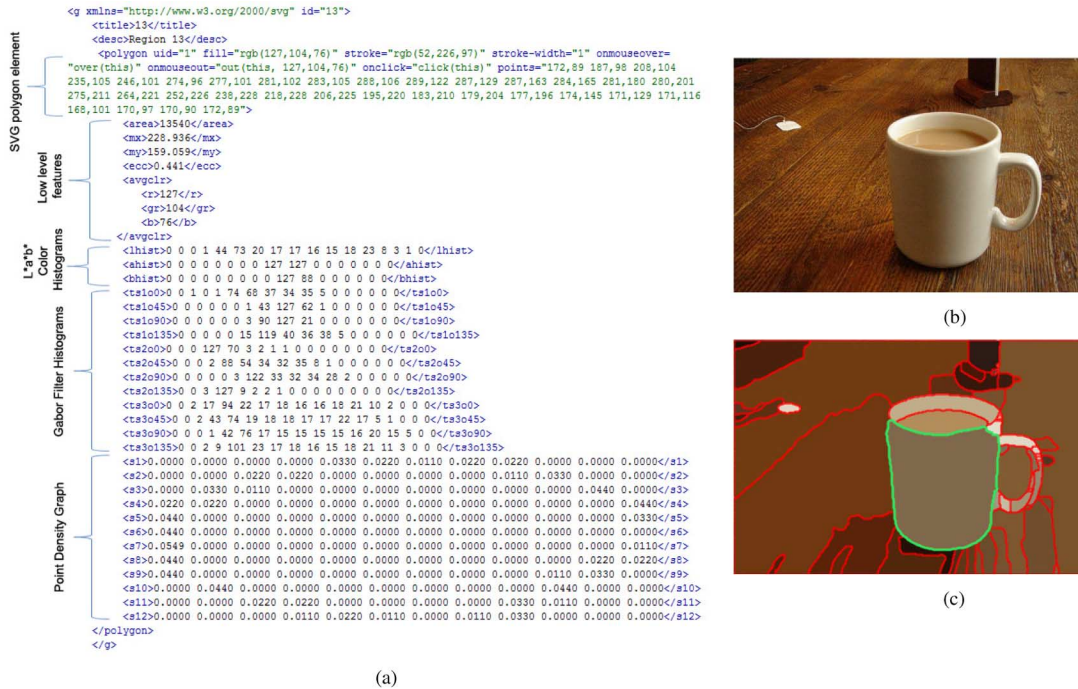 <g xmlns="http://www.w3.org/2000/svg" id="13">
<title>13</title>
<desc>Region 13</desc>
<polygon uid="1" fill="rgb(127,104,76)" stroke="rgb(52,226,97)" stroke-width="1" onmouseover=
"over(this)" onmouseout="out(this, 127,104,76)" onclick="click(this)" points="172,89 187,98 208,104
235,105 246,101 274,96 277,101 281,102 283,105 288,106 289,122 287,129 287,163 284,165 281,180 280,201
275,211 264,221 252,226 238,228 218,228 206,225 195,220 183,210 179,204 177,196 174,145 171,129 171,116
168,101 170,97 170,90 172,89">
SVG polygon element
<area>13540</area>
<mx>228.936</mx>
<my>159.059</my>
<ecc>0.441</ecc>
<avgclr>
<r>127</r>
<gr>104</gr>
<b>76</b>
</avgclr>
Low level
features
<lhist>0 0 0 1 44 73 20 17 17 16 15 18 23 8 3 1 0</lhist>
<ahist>0 0 0 0 0 0 0 0 127 127 0 0 0 0 0 0 0</ahist>
<bhist>0 0 0 0 0 0 0 0 0 127 88 0 0 0 0 0 0</bhist>
L*a*b*
Color
Histograms
<ts1o0>0 0 1 0 1 74 68 37 34 35 5 0 0 0 0 0 0</ts1o0>
<ts1o45>0 0 0 0 0 0 1 43 127 62 1 0 0 0 0 0</ts1o45>
<ts1o90>0 0 0 0 0 0 3 90 127 21 0 0 0 0 0 0</ts1o90>
<ts1o135>0 0 0 0 0 15 119 40 36 38 5 0 0 0 0 0 0</ts1o135>
<ts2o0>0 0 0 127 70 3 2 1 1 0 0 0 0 0 0 0 0</ts2o0>
<ts2o45>0 0 0 2 88 54 34 32 35 8 1 0 0 0 0 0</ts2o45>
<ts2o90>0 0 0 0 0 3 122 33 32 34 28 2 0 0 0 0 0</ts2o90>
<ts2o135>0 0 3 127 9 2 2 1 0 0 0 0 0 0 0 0 0</ts2o135>
<ts3o0>0 0 2 17 94 22 17 18 16 16 18 21 10 2 0 0 0</ts3o0>
<ts3o45>0 0 2 43 74 19 18 18 17 17 22 17 5 1 0 0 0</ts3o45>
<ts3o90>0 0 0 1 42 76 17 15 15 15 15 16 20 15 5 0 0</ts3o90>
<ts3o135>0 0 2 9 101 23 17 18 16 15 18 21 11 3 0 0 0</ts3o135>
Gabor Filter Histograms
<s1>0.0000 0.0000 0.0000 0.0000 0.0330 0.0220 0.0110 0.0220 0.0220 0.0000 0.0000 0.0000</s1>
<s2>0.0000 0.0000 0.0220 0.0220 0.0000 0.0000 0.0000 0.0000 0.0110 0.0330 0.0000 0.0000</s2>
<s3>0.0000 0.0330 0.0110 0.0000 0.0000 0.0000 0.0000 0.0000 0.0000 0.0000 0.0440 0.0000</s3>
<s4>0.0220 0.0220 0.0000 0.0000 0.0000 0.0000 0.0000 0.0000 0.0000 0.0000 0.0000 0.0440</s4>
<s5>0.0440 0.0000 0.0000 0.0000 0.0000 0.0000 0.0000 0.0000 0.0000 0.0000 0.0000 0.0330</s5>
<s6>0.0440 0.0000 0.0000 0.0000 0.0000 0.0000 0.0000 0.0000 0.0000 0.0000 0.0000 0.0000</s6>
<s7>0.0549 0.0000 0.0000 0.0000 0.0000 0.0000 0.0000 0.0000 0.0000 0.0000 0.0000 0.0110</s7>
<s8>0.0440 0.0000 0.0000 0.0000 0.0000 0.0000 0.0000 0.0000 0.0000 0.0000 0.0220 0.0220</s8>
<s9>0.0440 0.0000 0.0000 0.0000 0.0000 0.0000 0.0000 0.0000 0.0000 0.0110 0.0330 0.0000</s9>
<s10>0.0000 0.0440 0.0000 0.0000 0.0000 0.0000 0.0000 0.0000 0.0000 0.0440 0.0000 0.0000</s10>
<s11>0.0000 0.0000 0.0220 0.0220 0.0000 0.0000 0.0000 0.0000 0.0330 0.0110 0.0000 0.0000</s11>
<s12>0.0000 0.0000 0.0000 0.0110 0.0220 0.0110 0.0000 0.0110 0.0330 0.0000 0.0000 0.0000</s12>
Point Density Graph
</polygon>
</g>
(a)
(b)
(c)